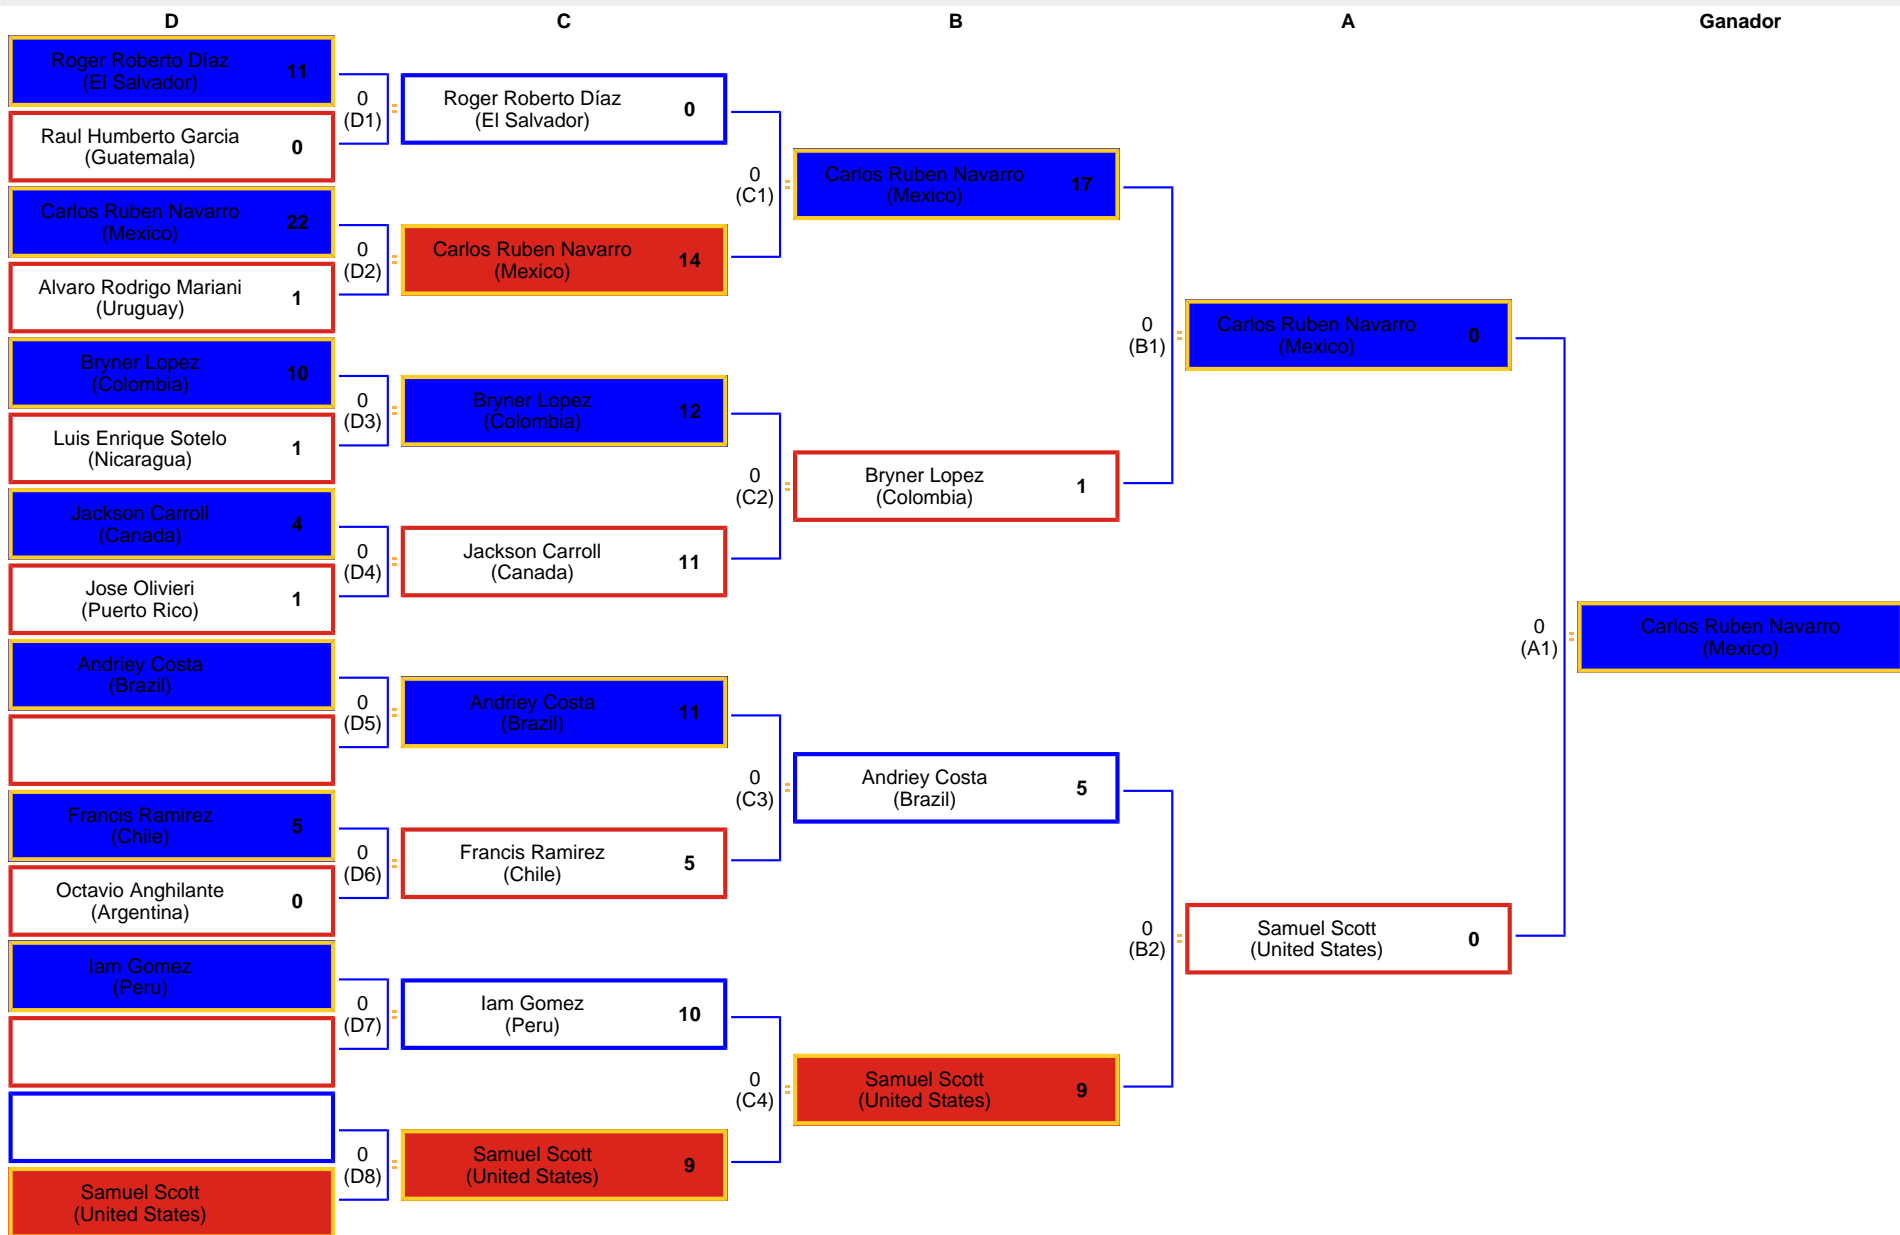 D
C
B
A
Ganador
Roger Roberto Díaz
(El Salvador)
11
Raul Humberto Garcia
(Guatemala)
0
Carlos Ruben Navarro
(Mexico)
22
Alvaro Rodrigo Mariani
(Uruguay)
1
Bryner Lopez
(Colombia)
10
Luis Enrique Sotelo
(Nicaragua)
1
Jackson Carroll
(Canada)
4
Jose Olivieri
(Puerto Rico)
1
Andriey Costa
(Brazil)
Francis Ramirez
(Chile)
5
Octavio Anghilante
(Argentina)
0
Iam Gomez
(Peru)
Samuel Scott
(United States)
0
(D1)
0
(D2)
0
(D3)
0
(D4)
0
(D5)
0
(D6)
0
(D7)
0
(D8)
Roger Roberto Díaz
(El Salvador)
0
Carlos Ruben Navarro
(Mexico)
14
Bryner Lopez
(Colombia)
12
Jackson Carroll
(Canada)
11
Andriey Costa
(Brazil)
11
Francis Ramirez
(Chile)
5
Iam Gomez
(Peru)
10
Samuel Scott
(United States)
9
0
(C1)
0
(C2)
0
(C3)
0
(C4)
Carlos Ruben Navarro
(Mexico)
17
Bryner Lopez
(Colombia)
1
Andriey Costa
(Brazil)
5
Samuel Scott
(United States)
9
0
(B1)
0
(B2)
Carlos Ruben Navarro
(Mexico)
0
Samuel Scott
(United States)
0
0
(A1)
Carlos Ruben Navarro
(Mexico)